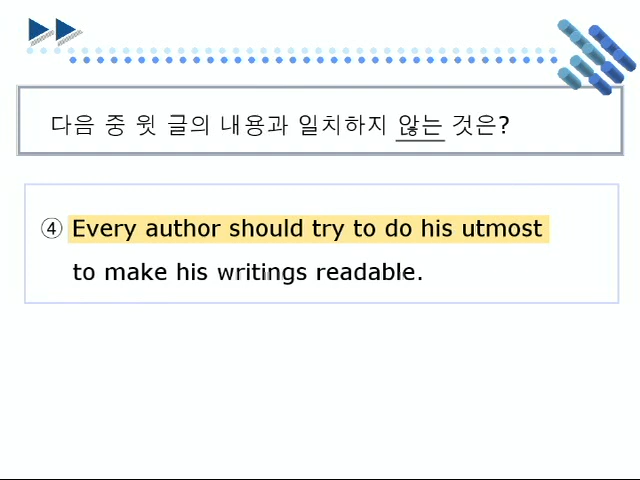 다음 중 윗 글의 내용과 일치하지 않는 것은?
④ Every author should try to do his utmost
to make his writings readable.